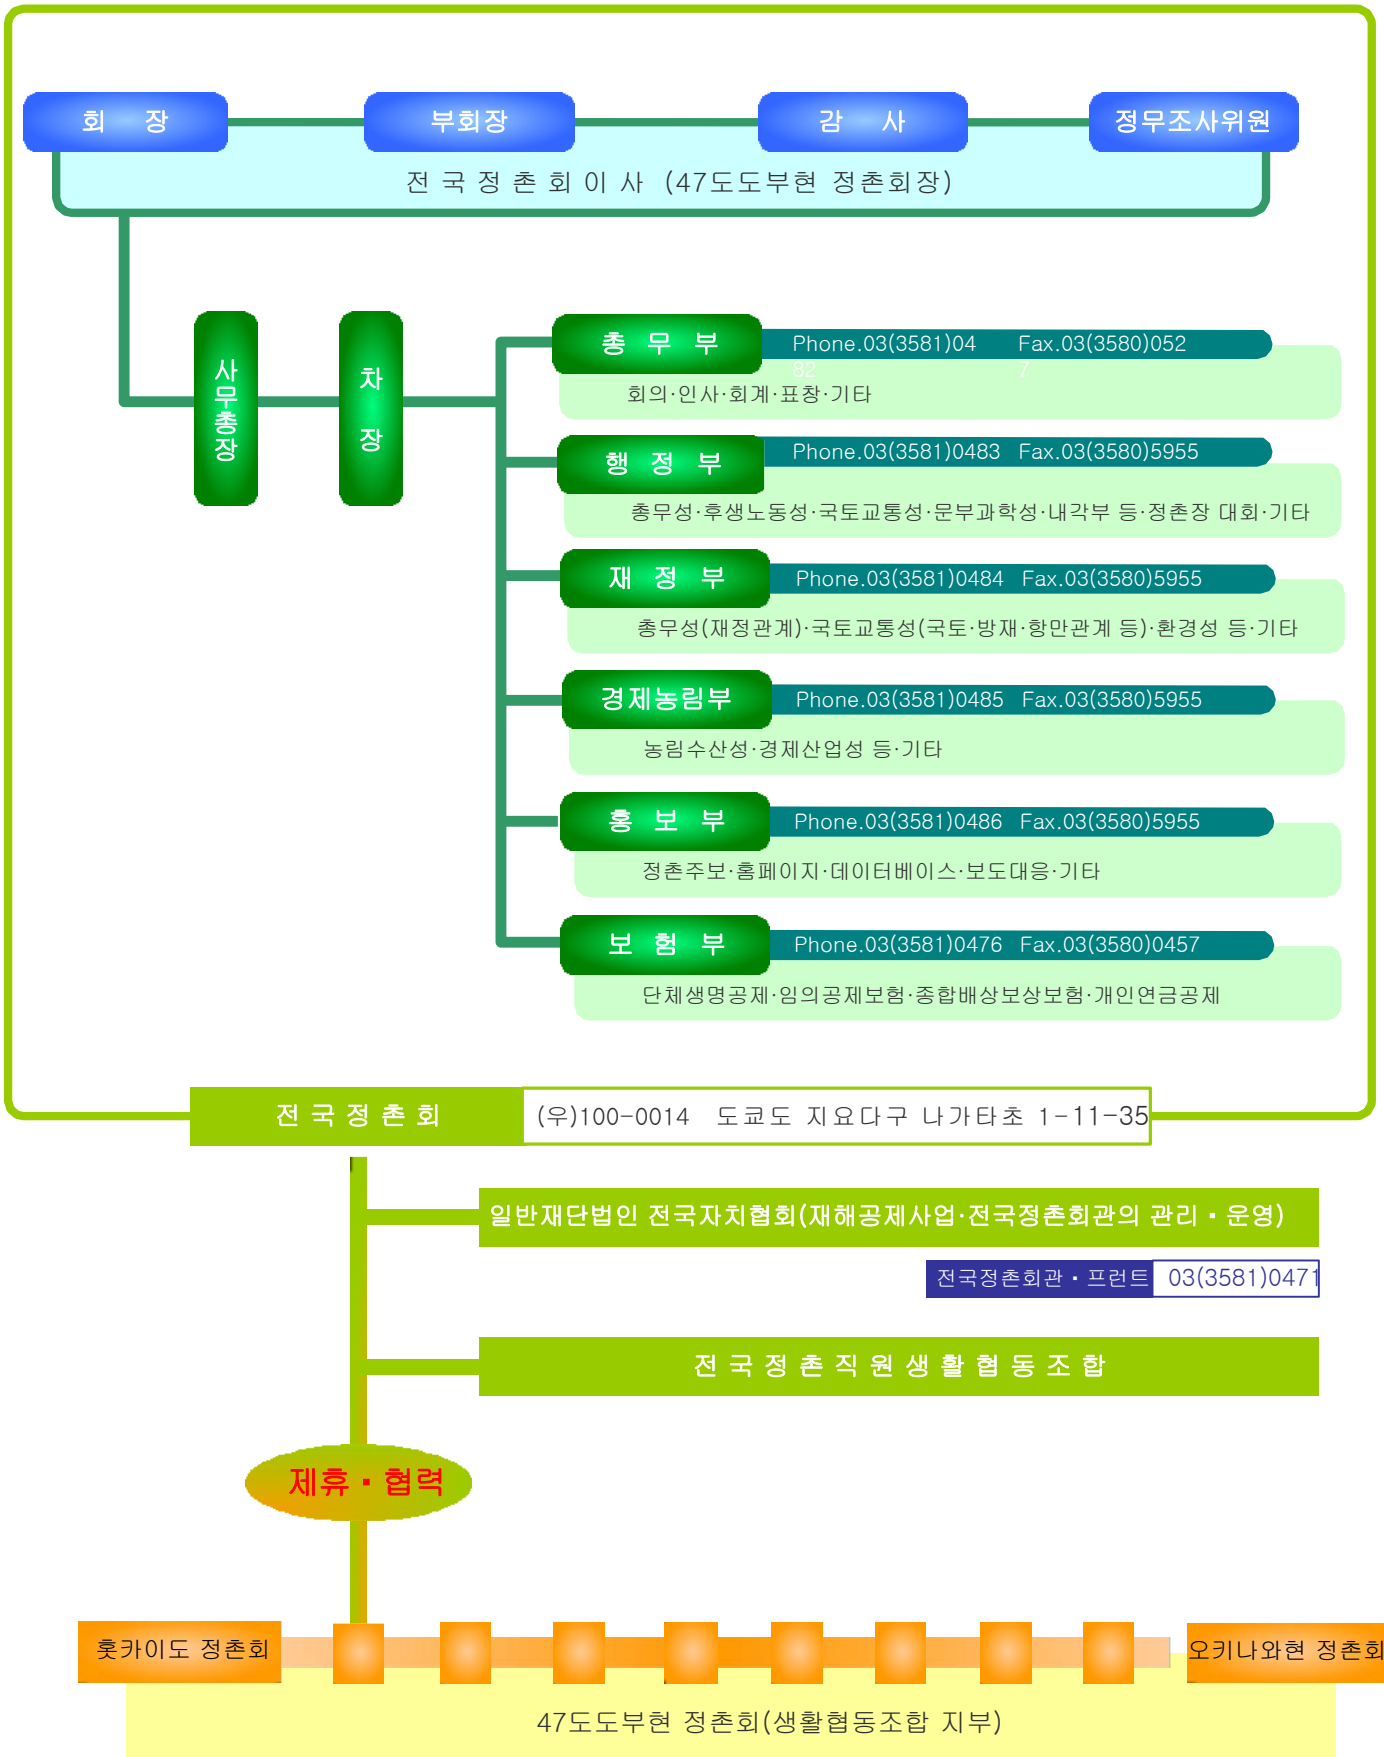 회 장
부회장
감 사
정무조사위원
전 국 정 촌 회 이 사 (47도도부현 정촌회장)
사무총장
차장
총 무 부
Phone.03(3581)04
82
Fax.03(3580)052
7
회의·인사·회계·표창·기타
행 정 부
Phone.03(3581)0483 Fax.03(3580)5955
총무성·후생노동성·국토교통성·문부과학성·내각부 등·정촌장 대회·기타
재 정 부
Phone.03(3581)0484 Fax.03(3580)5955
총무성(재정관계)·국토교통성(국토·방재·항만관계 등)·환경성 등·기타
경제농림부
Phone.03(3581)0485 Fax.03(3580)5955
농림수산성·경제산업성 등·기타
홍 보 부
Phone.03(3581)0486 Fax.03(3580)5955
정촌주보·홈페이지·데이터베이스·보도대응·기타
보 험 부
Phone.03(3581)0476 Fax.03(3580)0457
단체생명공제·임의공제보험·종합배상보상보험·개인연금공제
전 국 정 촌 회
(우)100-0014 도쿄도 지요다구 나가타초 1-11-35
일반재단법인 전국자치협회(재해공제사업·전국정촌회관의 관리▪운영)
전국정촌회관▪프런트 03(3581)0471
전 국 정 촌 직 원 생 활 협 동 조 합
제휴▪협력
홋카이도 정촌회
오키나와현 정촌회
47도도부현 정촌회(생활협동조합 지부)